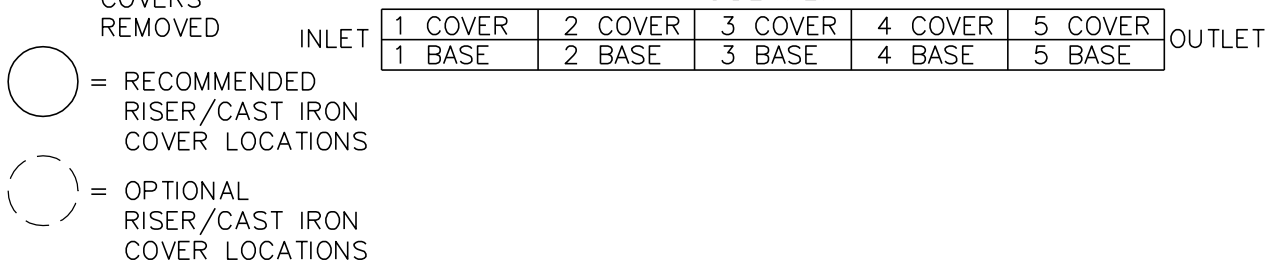 COVERS
REMOVED
INLET
1 COVER 2 COVER 3 COVER 4 COVER 5 COVER
1 BASE 2 BASE 3 BASE 4 BASE 5 BASE
OUTLET
= RECOMMENDED
RISER/CAST IRON
COVER LOCATIONS
= OPTIONAL
RISER/CAST IRON
COVER LOCATIONS